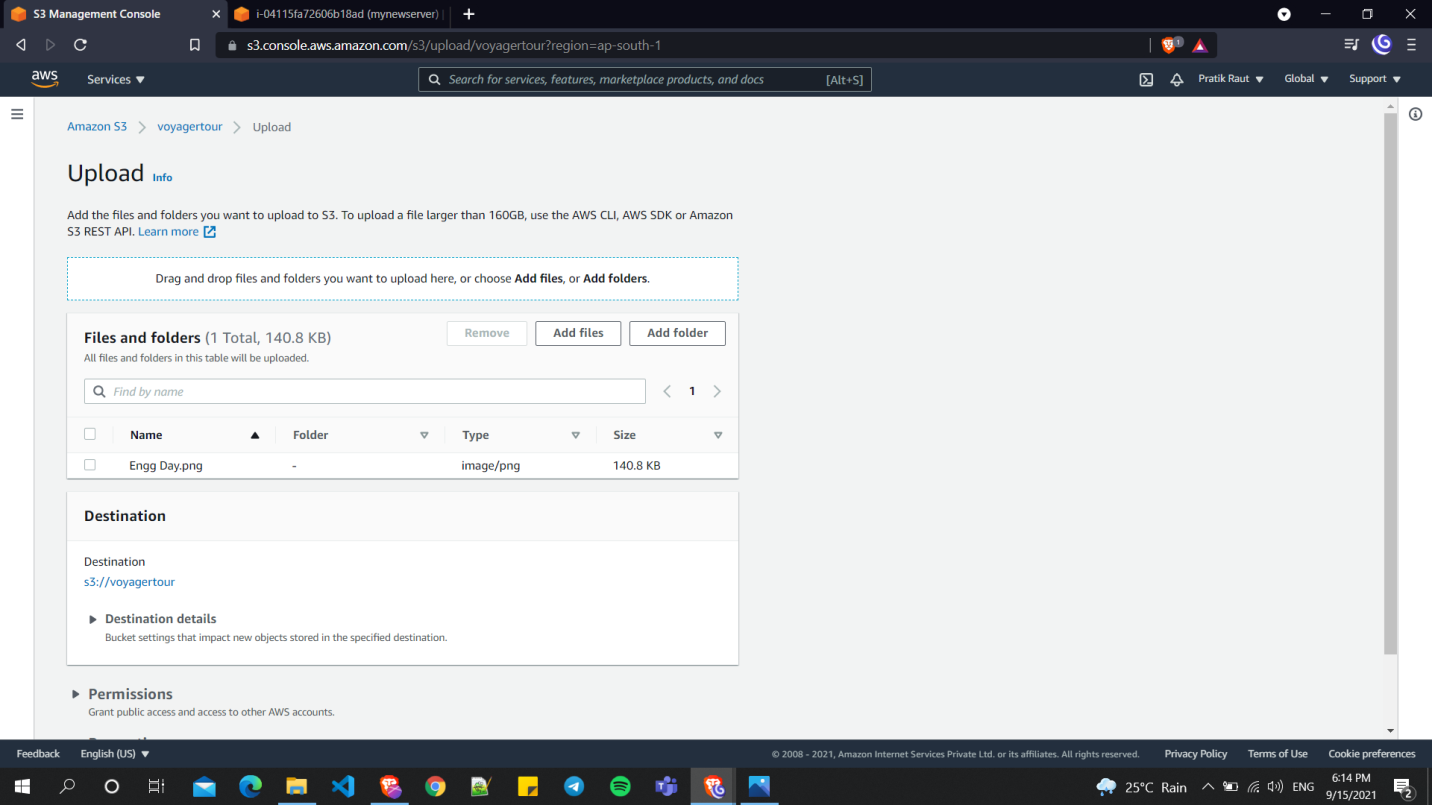 S3 Management Console
i-04115fa72606b18ad (mynewserver)
s3.console.aws.amazon.com/s3/upload/voyagertour?region=ap-south-1
1
aws
Services
Search for services, features, marketplace products, and docs
[Alt+S]
Pratik Raut
Global
Support
Amazon S3
voyagertour
Upload
Upload Info
Add the files and folders you want to upload to S3. To upload a file larger than 160GB, use the AWS CLI, AWS SDK or Amazon
S3 REST API. Learn more
Drag and drop files and folders you want to upload here, or choose Add files, or Add folders.
Files and folders (1 Total, 140.8 KB)
Remove
Add files
Add folder
All files and folders in this table will be uploaded.
Find by name
1
Name
Folder
Type
Size
Engg Day.png
-
image/png
140.8 KB
Destination
Destination
s3://voyagertour
Destination details
Bucket settings that impact new objects stored in the specified destination.
Permissions
Grant public access and access to other AWS accounts.
Feedback
English (US)
© 2008 - 2021, Amazon Internet Services Private Ltd. or its affiliates. All rights reserved.
Privacy Policy
Terms of Use
Cookie preferences
25°C Rain
ENG
6:14 PM
9/15/2021
2